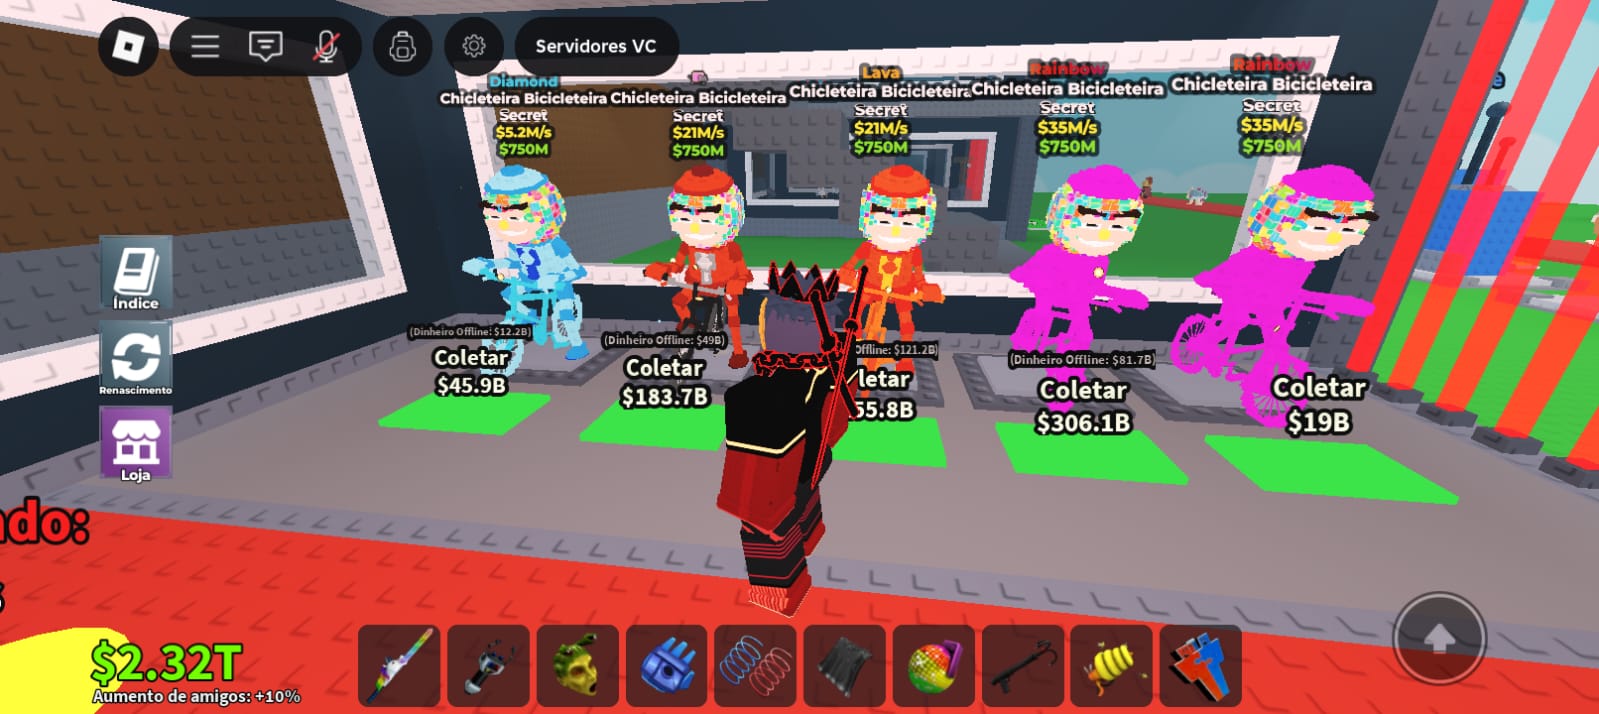 Servidores VC
Diamond
Chicleteira Bicicleteira
Secret
$5.2M/s
$750M
Chicleteira Bicicleteira
Secret
$21M/s
$750M
Lava
Chicleteira Bicicleteira
Secret
$21M/s
$750M
Rainbow
Chicleteira Bicicleteira
Secret
$35M/s
$750M
Rainbow
Chicleteira Bicicleteira
Secret
$35M/s
$750M
Índice
Renascimento
Loja
(Dinheiro Offline: $12.2B)
Coletar
$45.9B
(Dinheiro Offline: $49B)
Coletar
$183.7B
Offline: $121.2B)
letar
55.8B
(Dinheiro Offline: $81.7B)
Coletar
$306.1B
Coletar
$19B
ndo:
$2.32T
Aumento de amigos: +10%